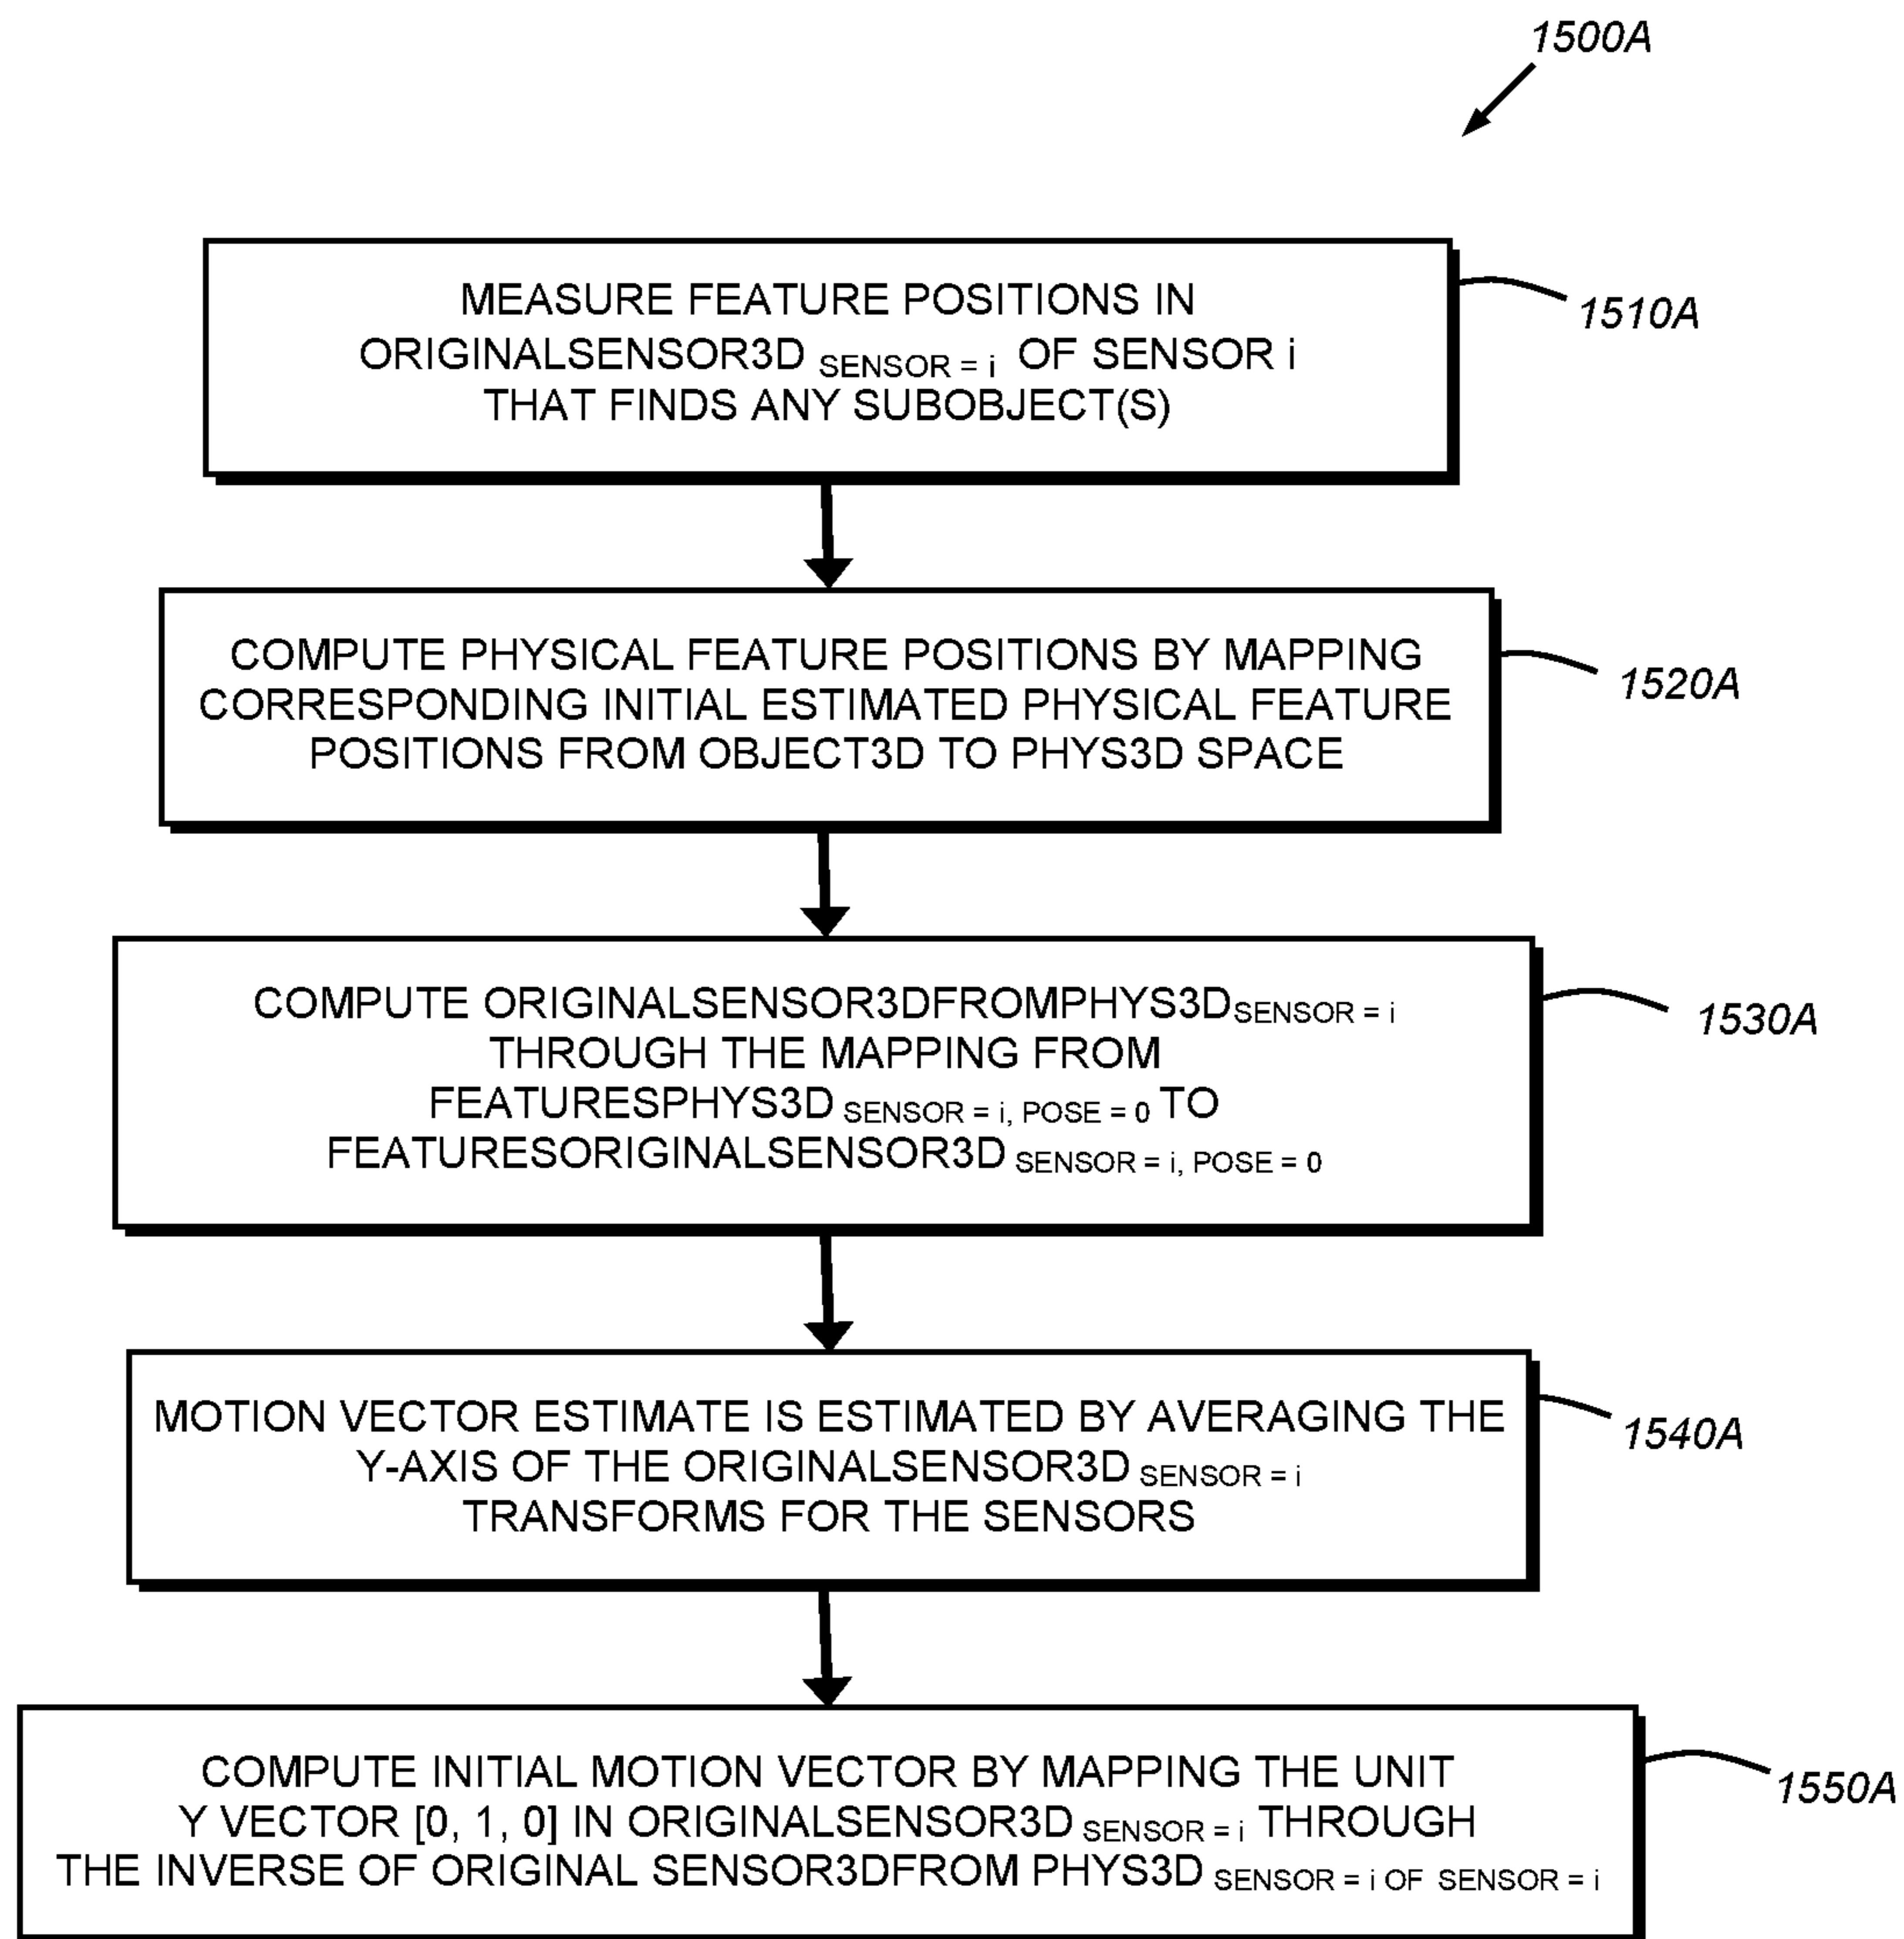 1500A
MEASURE FEATURE POSITIONS IN
ORIGINALSENSOR3D SENSOR = i OF SENSOR i
THAT FINDS ANY SUBOBJECT(S)
1510A
COMPUTE PHYSICAL FEATURE POSITIONS BY MAPPING
CORRESPONDING INITIAL ESTIMATED PHYSICAL FEATURE
POSITIONS FROM OBJECT3D TO PHYS3D SPACE
1520A
COMPUTE ORIGINALSENSOR3DFROMPHYS3D SENSOR = i
THROUGH THE MAPPING FROM
FEATURESPHYS3D SENSOR = i, POSE = 0 TO
FEATURESORIGINALSENSOR3D SENSOR = i, POSE = 0
1530A
MOTION VECTOR ESTIMATE IS ESTIMATED BY AVERAGING THE
Y-AXIS OF THE ORIGINALSENSOR3D SENSOR = i
TRANSFORMS FOR THE SENSORS
1540A
COMPUTE INITIAL MOTION VECTOR BY MAPPING THE UNIT
Y VECTOR [0, 1, 0] IN ORIGINALSENSOR3D SENSOR = i THROUGH
THE INVERSE OF ORIGINAL SENSOR3DFROM PHYS3D SENSOR = i OF SENSOR = i
1550A